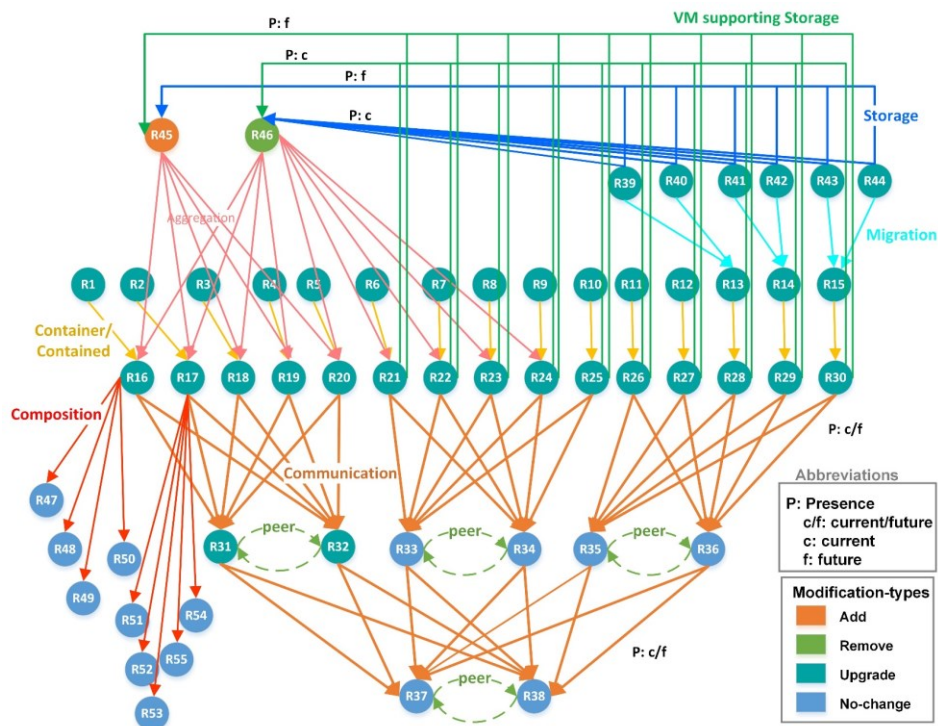 P: f
VM supporting Storage
P: c
P: f
P: c
Storage
R45
R46
R39
R40
R41
R42
R43
R44
Aggregation
Migration
R1
R2
R3
R4
R5
R6
R7
R8
R9
R10
R11
R12
R13
R14
R15
Container/
Contained
R16
R17
R18
R19
R20
R21
R22
R23
R24
R25
R26
R27
R28
R29
R30
Composition
P: c/f
Communication
R47
R48
R49
R50
R51
R52
R53
R54
R55
R31
peer
R32
R33
peer
R34
R35
peer
R36
P: c/f
R37
peer
R38
Abbreviations
P: Presence
c/f: current/future
c: current
f: future
Modification-types
Add
Remove
Upgrade
No-change